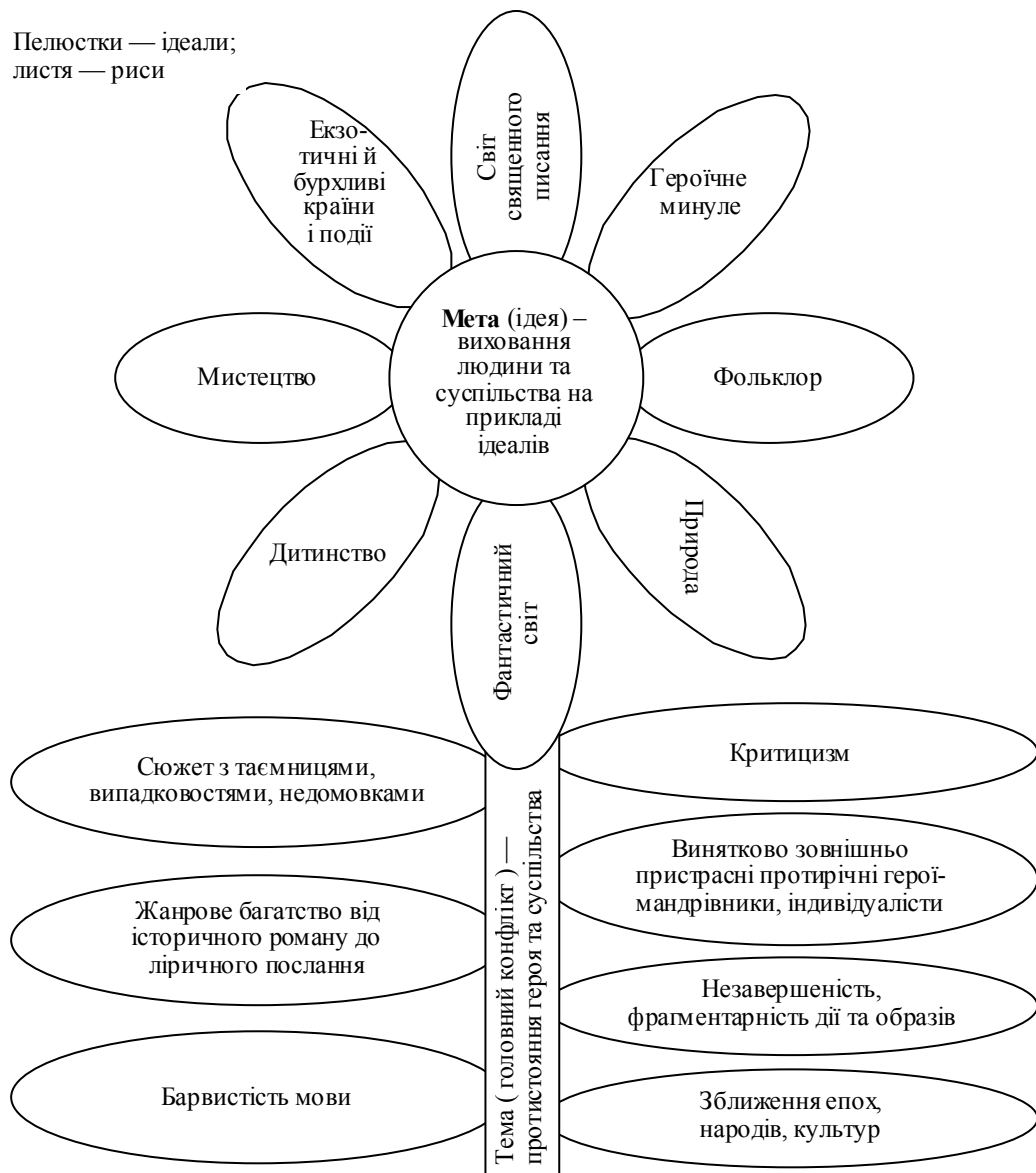 Пелюстки — ідеали;
листя — риси
Екзо-
тичні й
бурхливі
країни
і події
Світ
священного
писання
Героїчне
минуле
Мистецтво
Мета (ідея) –
виховання
людини та
суспільства на
прикладі
ідеалів
Фольклор
Дитинство
Фантастичний
світ
Природа
Сюжет з таємницями,
випадковостями, недомовками
Критицизм
Жанрове багатство від
історичного роману до
ліричного послання
Винятково зовнішньо
пристрасні протирічні герої-
мандрівники, індивідуалісти
Незавершеність,
фрагментарність дії та образів
Барвистість мови
Зближення епох,
народів, культур
Тема ( головний конфлікт ) —
протистояння героя та суспільства